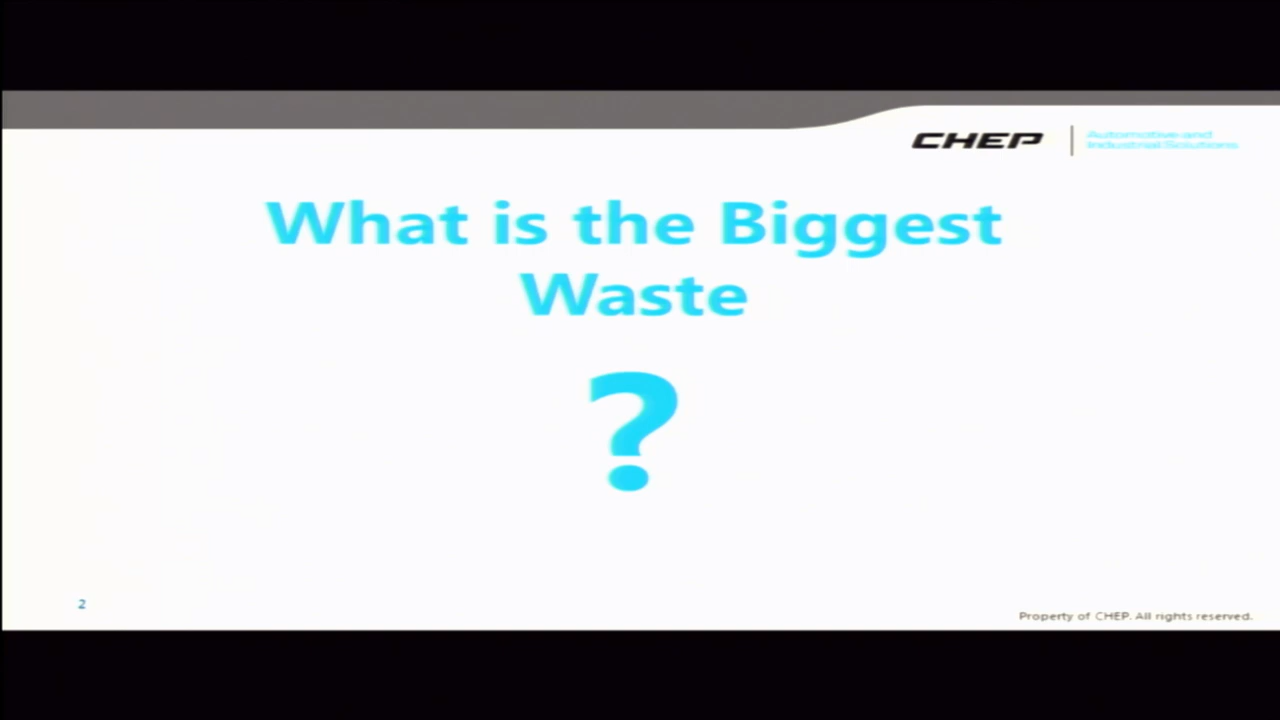 CHEP
Automotive and
Industrial Solutions
What is the Biggest
Waste
?
2
Property of CHEP. All rights reserved.